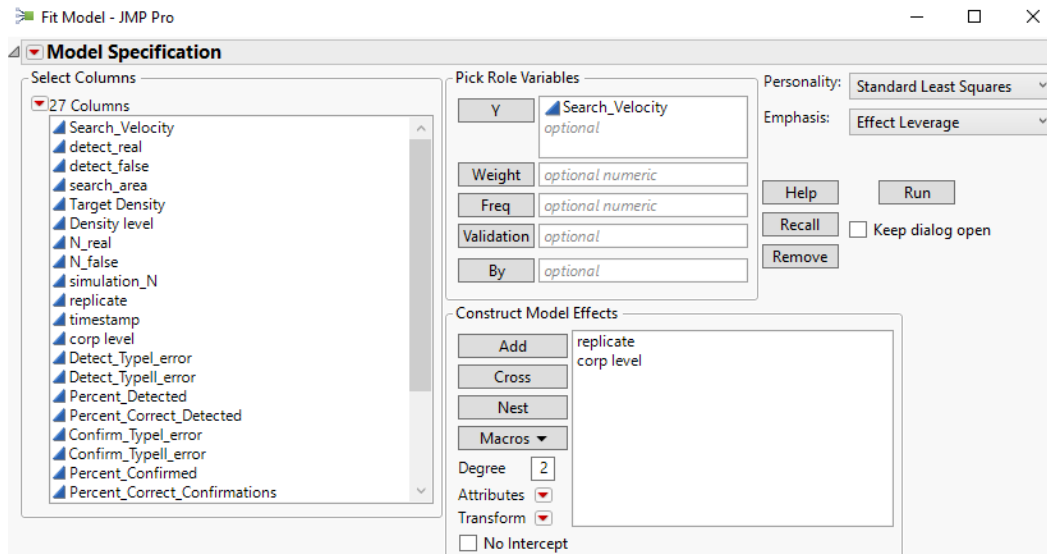 Fit Model - JMP Pro
Model Specification
Select Columns
27 Columns
Search_Velocity
detect_real
detect_false
search_area
Target Density
Density level
N_real
N_false
simulation_N
replicate
timestamp
corp level
Detect_TypeI_error
Detect_TypeII_error
Percent_Detected
Percent_Correct_Detected
Confirm_TypeI_error
Confirm_TypeII_error
Percent_Confirmed
Percent_Correct_Confirmations
Pick Role Variables
Y
Search_Velocity
optional
Weight
optional numeric
Freq
optional numeric
Validation
optional
By
optional
Personality:
Standard Least Squares
Emphasis:
Effect Leverage
Help
Run
Recall
Keep dialog open
Remove
Construct Model Effects
Add
Cross
Nest
Macros
Degree
2
Attributes
Transform
No Intercept
replicate
corp level